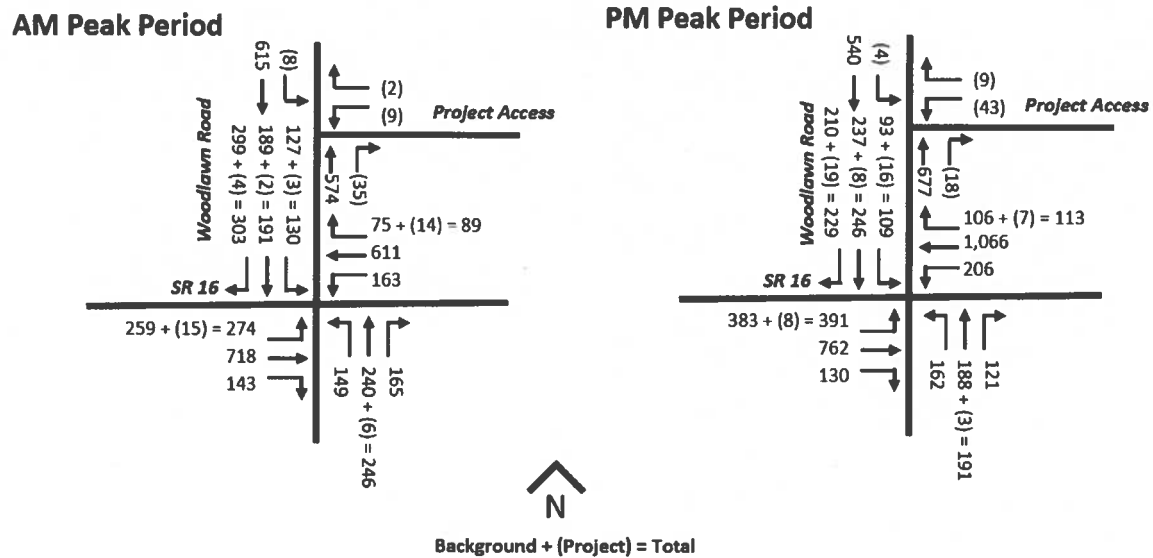 AM Peak Period
615
(8)
(2)
(9)
Project Access
Woodlawn Road
299 + (4) = 303
189 + (2) = 191
127 + (3) = 130
574
(35)
75 + (14) = 89
611
163
SR 16
259 + (15) = 274
718
143
149
240 + (6) = 246
165
PM Peak Period
540
(4)
(9)
(43)
Project Access
Woodlawn Road
210 + (19) = 229
237 + (8) = 246
93 + (16) = 109
677
(18)
106 + (7) = 113
1,066
206
SR 16
383 + (8) = 391
762
130
162
188 + (3) = 191
121
N
Background + (Project) = Total